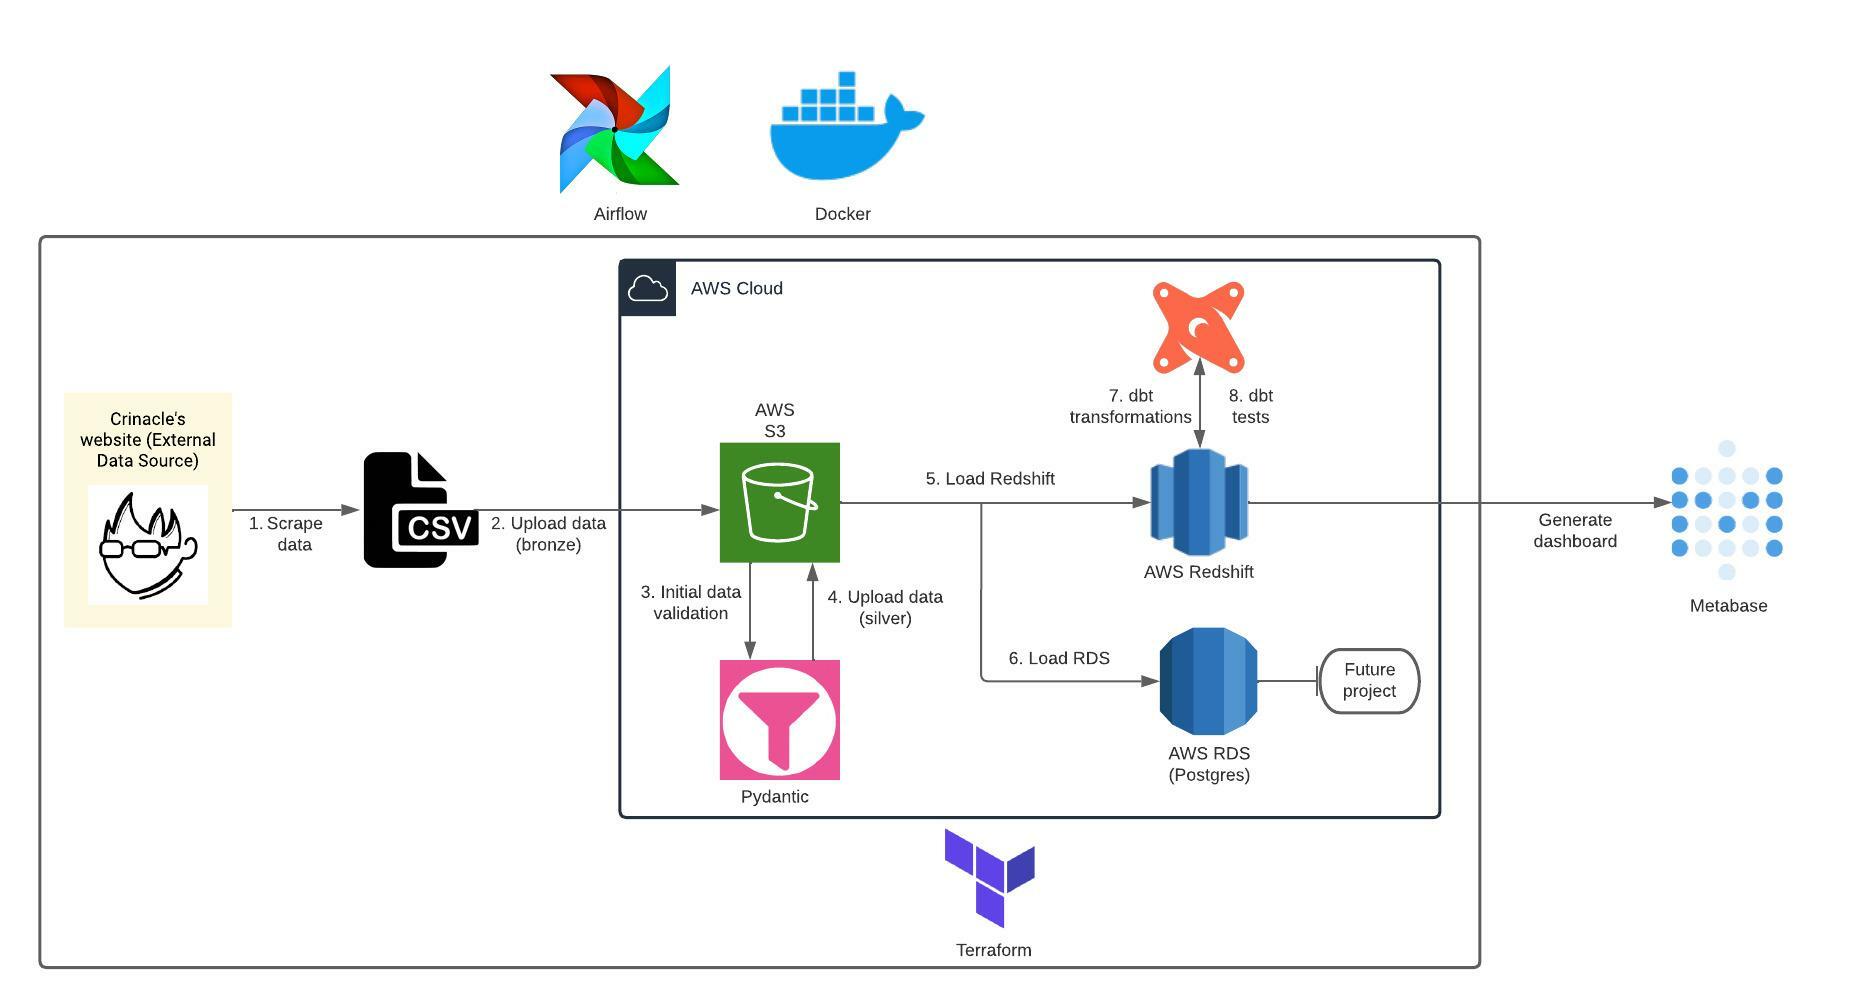 Airflow
Docker
AWS Cloud
Crinacle's
website (External
Data Source)
1. Scrape
data
CSV
2. Upload data
(bronze)
AWS
S3
3. Initial data
validation
4. Upload data
(silver)
Pydantic
5. Load Redshift
6. Load RDS
7. dbt
transformations
8. dbt
tests
AWS Redshift
AWS RDS
(Postgres)
Future
project
Generate
dashboard
Metabase
Terraform